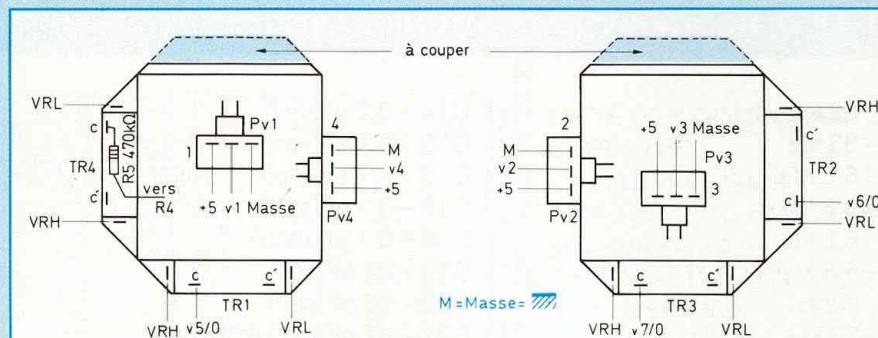 à couper
VRL
c
TR4
c'
R5 470kΩ
vers
R4
VRH
Pv1
1
+5 v1 Masse
4
M
v4
+5
Pv4
c
c'
VRH
v5/0
TR1
VRL
M=Masse=
2
M
v2
+5
Pv2
+5
v3
Masse
Pv3
3
VRH
c'
TR2
c
v6/0
VRL
c
c'
VRH
v7/0
TR3
VRL